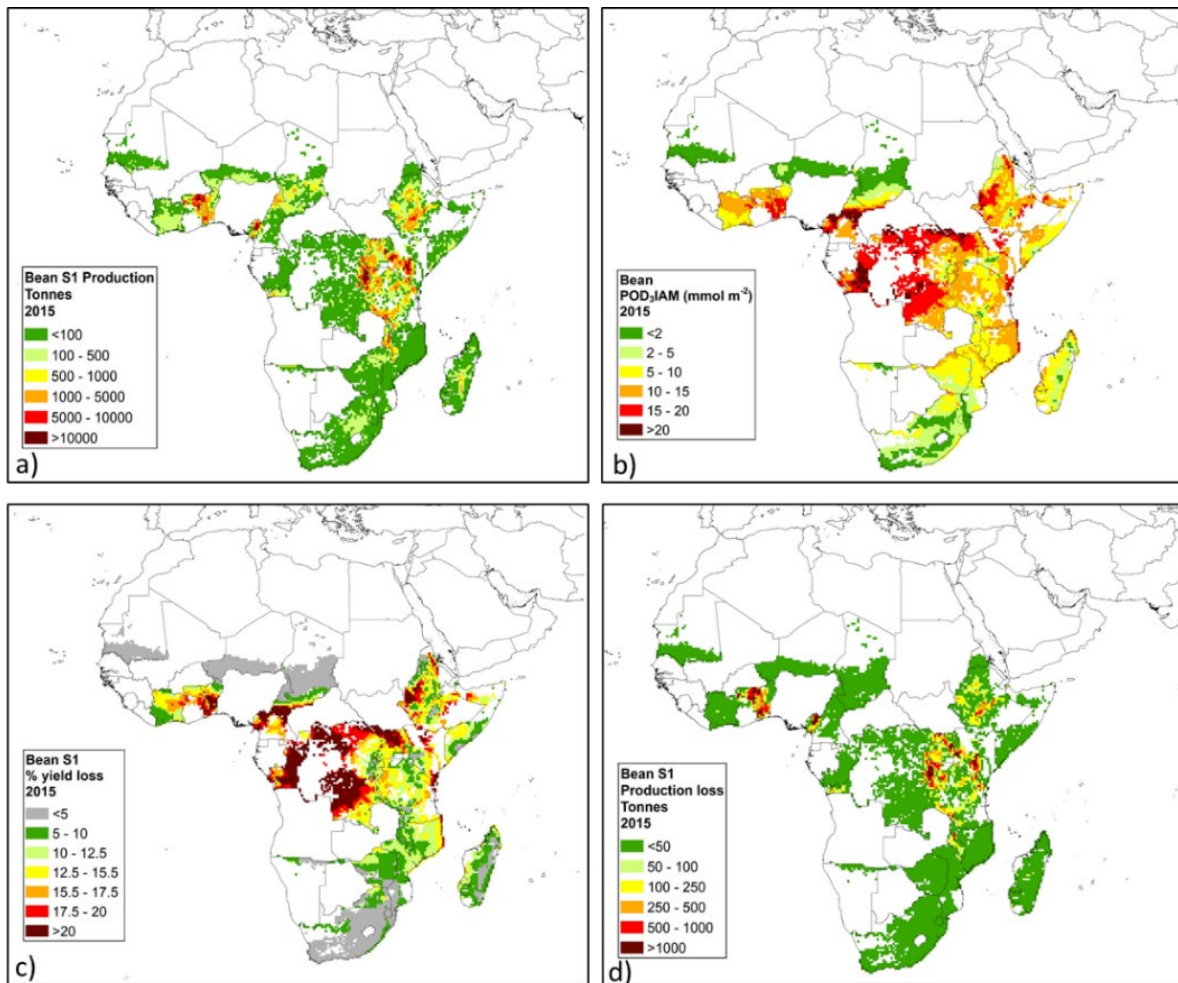 Bean S1 Production
Tonnes
2015
<100
100 - 500
500 - 1000
1000 - 5000
5000 - 10000
>10000
a)
Bean
POD₃IAM (mmol m⁻²)
2015
<2
2 - 5
5 - 10
10 - 15
15 - 20
>20
b)
Bean S1
% yield loss
2015
<5
5 - 10
10 - 12.5
12.5 - 15.5
15.5 - 17.5
17.5 - 20
>20
c)
Bean S1
Production loss
Tonnes
2015
<50
50 - 100
100 - 250
250 - 500
500 - 1000
>1000
d)